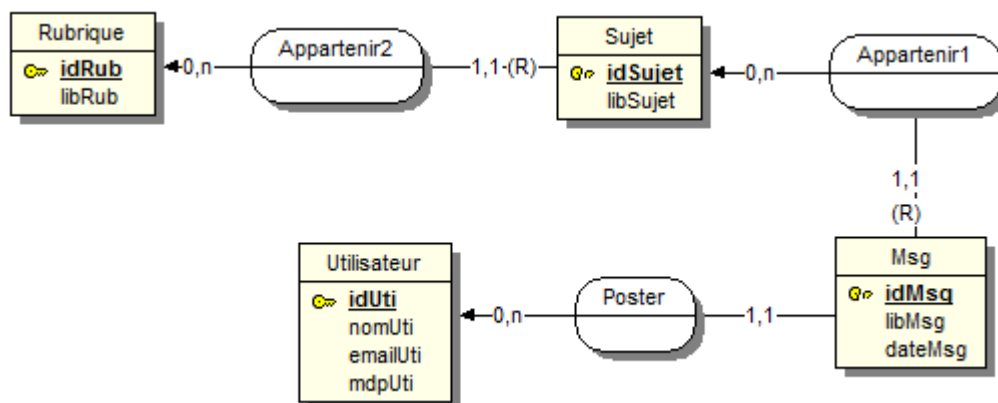 Rubrique
idRub
libRub
0,n
Appartenir2
1,1-(R)
Sujet
idSujet
libSujet
0,n
Appartenir1
1,1
(R)
Msg
idMsg
libMsg
dateMsg
1,1
Poster
0,n
Utilisateur
idUti
nomUti
emailUti
mdpUti